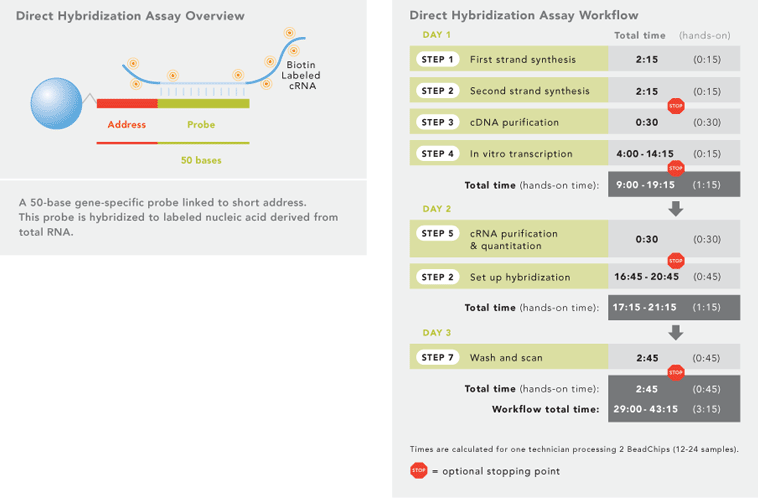 Direct Hybridization Assay Overview
Biotin
Labeled
cRNA
Address
Probe
50 bases
A 50-base gene-specific probe linked to short address.
This probe is hybridized to labeled nucleic acid derived from
total RNA.
Direct Hybridization Assay Workflow
DAY 1 Total time (hands-on)
STEP 1 First strand synthesis 2:15 (0:15)
STEP 2 Second strand synthesis 2:15 (0:15)
STOP
STEP 3 cDNA purification 0:30 (0:30)
STEP 4 In vitro transcription 4:00 - 14:15 (0:15)
STOP
Total time (hands-on time): 9:00 - 19:15 (1:15)
DAY 2
STEP 5 cRNA purification
& quantitation 0:30 (0:30)
STOP
STEP 2 Set up hybridization 16:45 - 20:45 (0:45)
Total time (hands-on time): 17:15 - 21:15 (1:15)
DAY 3
STEP 7 Wash and scan 2:45 (0:45)
STOP
Total time (hands-on time): 2:45 (0:45)
Workflow total time: 29:00 - 43:15 (3:15)
Times are calculated for one technician processing 2 BeadChips (12-24 samples).
STOP = optional stopping point